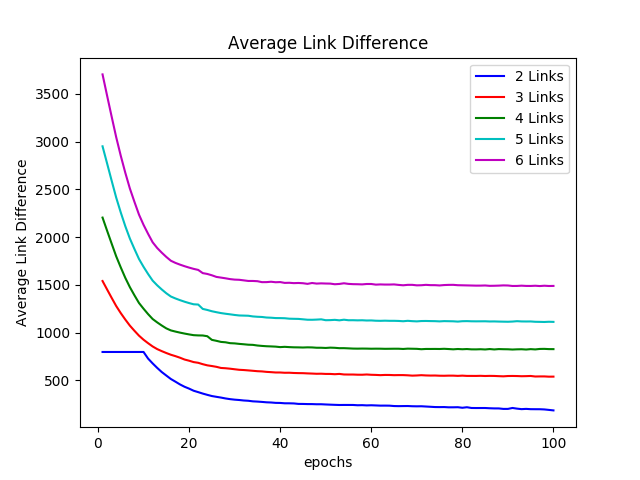 Average Link Difference
2 Links
3 Links
4 Links
5 Links
6 Links
Average Link Difference
3500
3000
2500
2000
1500
1000
500
0 20 40 60 80 100
epochs